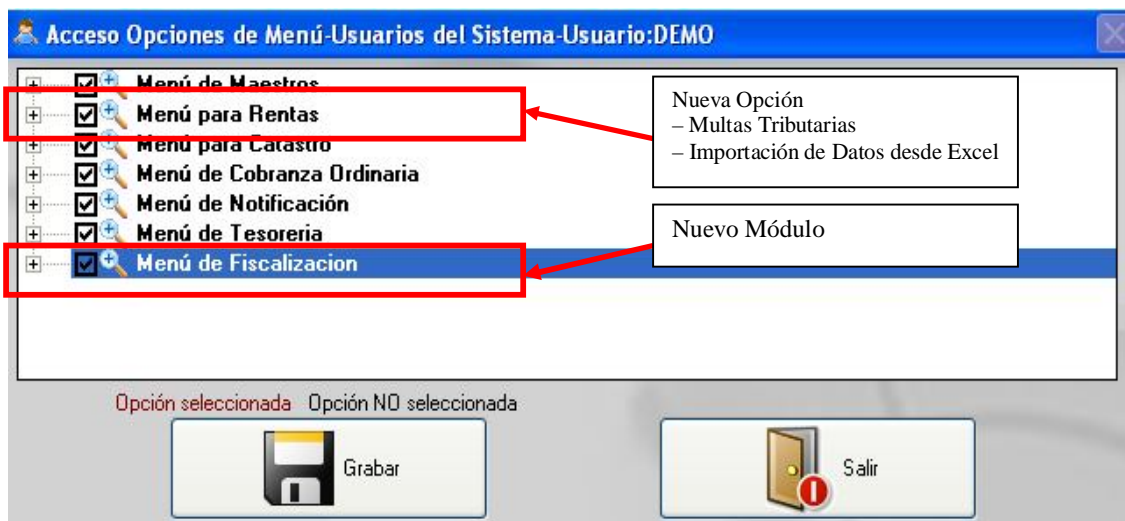 Acceso Opciones de Menú-Usuarios del Sistema-Usuario:DEMO
Menú de Maestros
Menú para Rentas
Menú para Catastro
Menú de Cobranza Ordinaria
Menú de Notificación
Menú de Tesoreria
Menú de Fiscalizacion
Nueva Opción
– Multas Tributarias
– Importación de Datos desde Excel
Nuevo Módulo
Opción seleccionada Opción NO seleccionada
Grabar
Salir